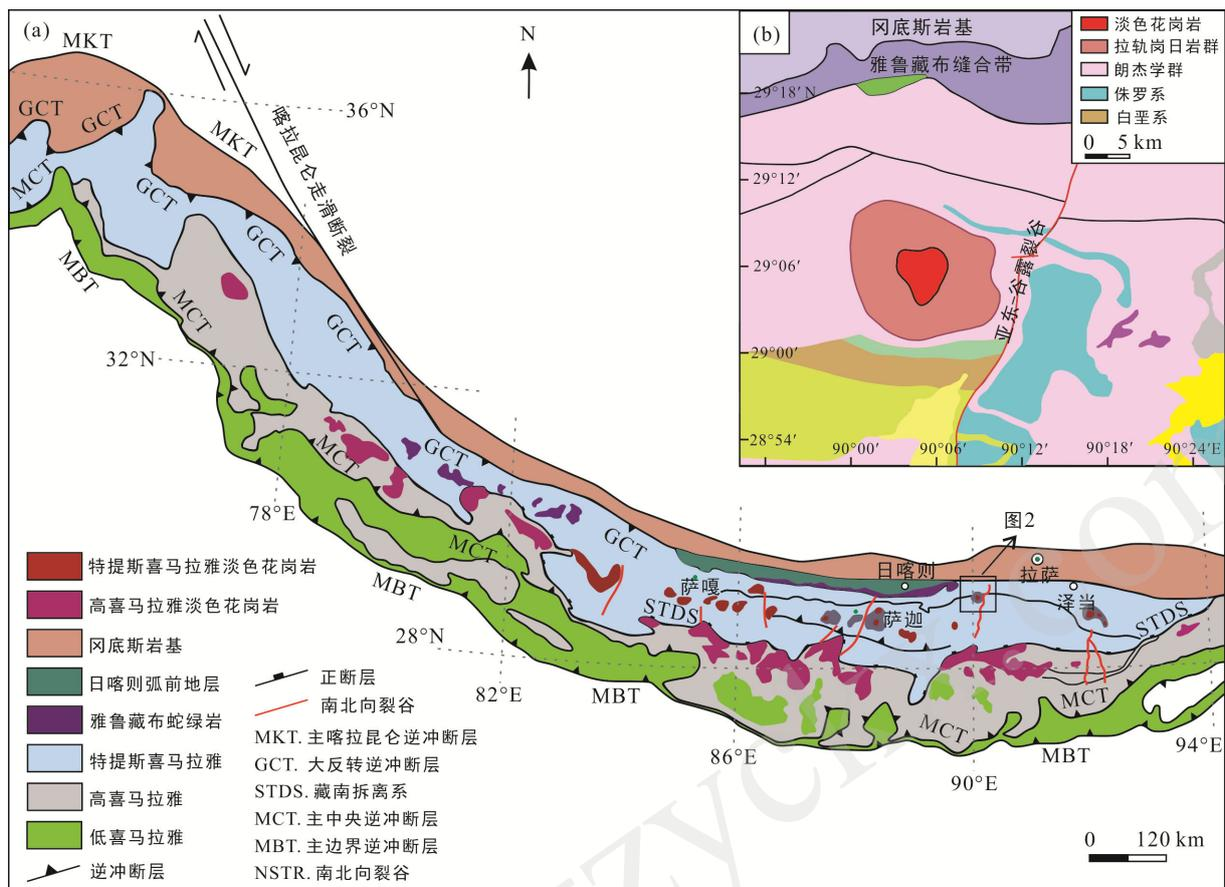 (a)
MKT
N
36°N
GCT
GCT
MKT
喀拉昆仑走滑断裂
MCT
GCT
GCT
MBT
MCT
GCT
32°N
GCT
MCT
78°E
GCT
MCT
MBT
28°N
82°E
萨嘎
STDS
MBT
日喀则
萨迦
图2
拉萨
泽当
STDS
MCT
MCT
86°E
90°E
MBT
94°E
0 120 km
(b)
冈底斯岩基
雅鲁藏布缝合带
29°18′N
29°12′
29°06′
29°00′
28°54′
90°00′
90°06′
90°12′
90°18′
90°24′E
亚东-谷露裂谷
淡色花岗岩
拉轨岗日岩群
朗杰学群
侏罗系
白垩系
0 5 km
特提斯喜马拉雅淡色花岗岩
高喜马拉雅淡色花岗岩
冈底斯岩基
日喀则弧前地层
雅鲁藏布蛇绿岩
特提斯喜马拉雅
高喜马拉雅
低喜马拉雅
逆冲断层
正断层
南北向裂谷
MKT. 主喀拉昆仑逆冲断层
GCT. 大反转逆冲断层
STDS. 藏南拆离系
MCT. 主中央逆冲断层
MBT. 主边界逆冲断层
NSTR. 南北向裂谷